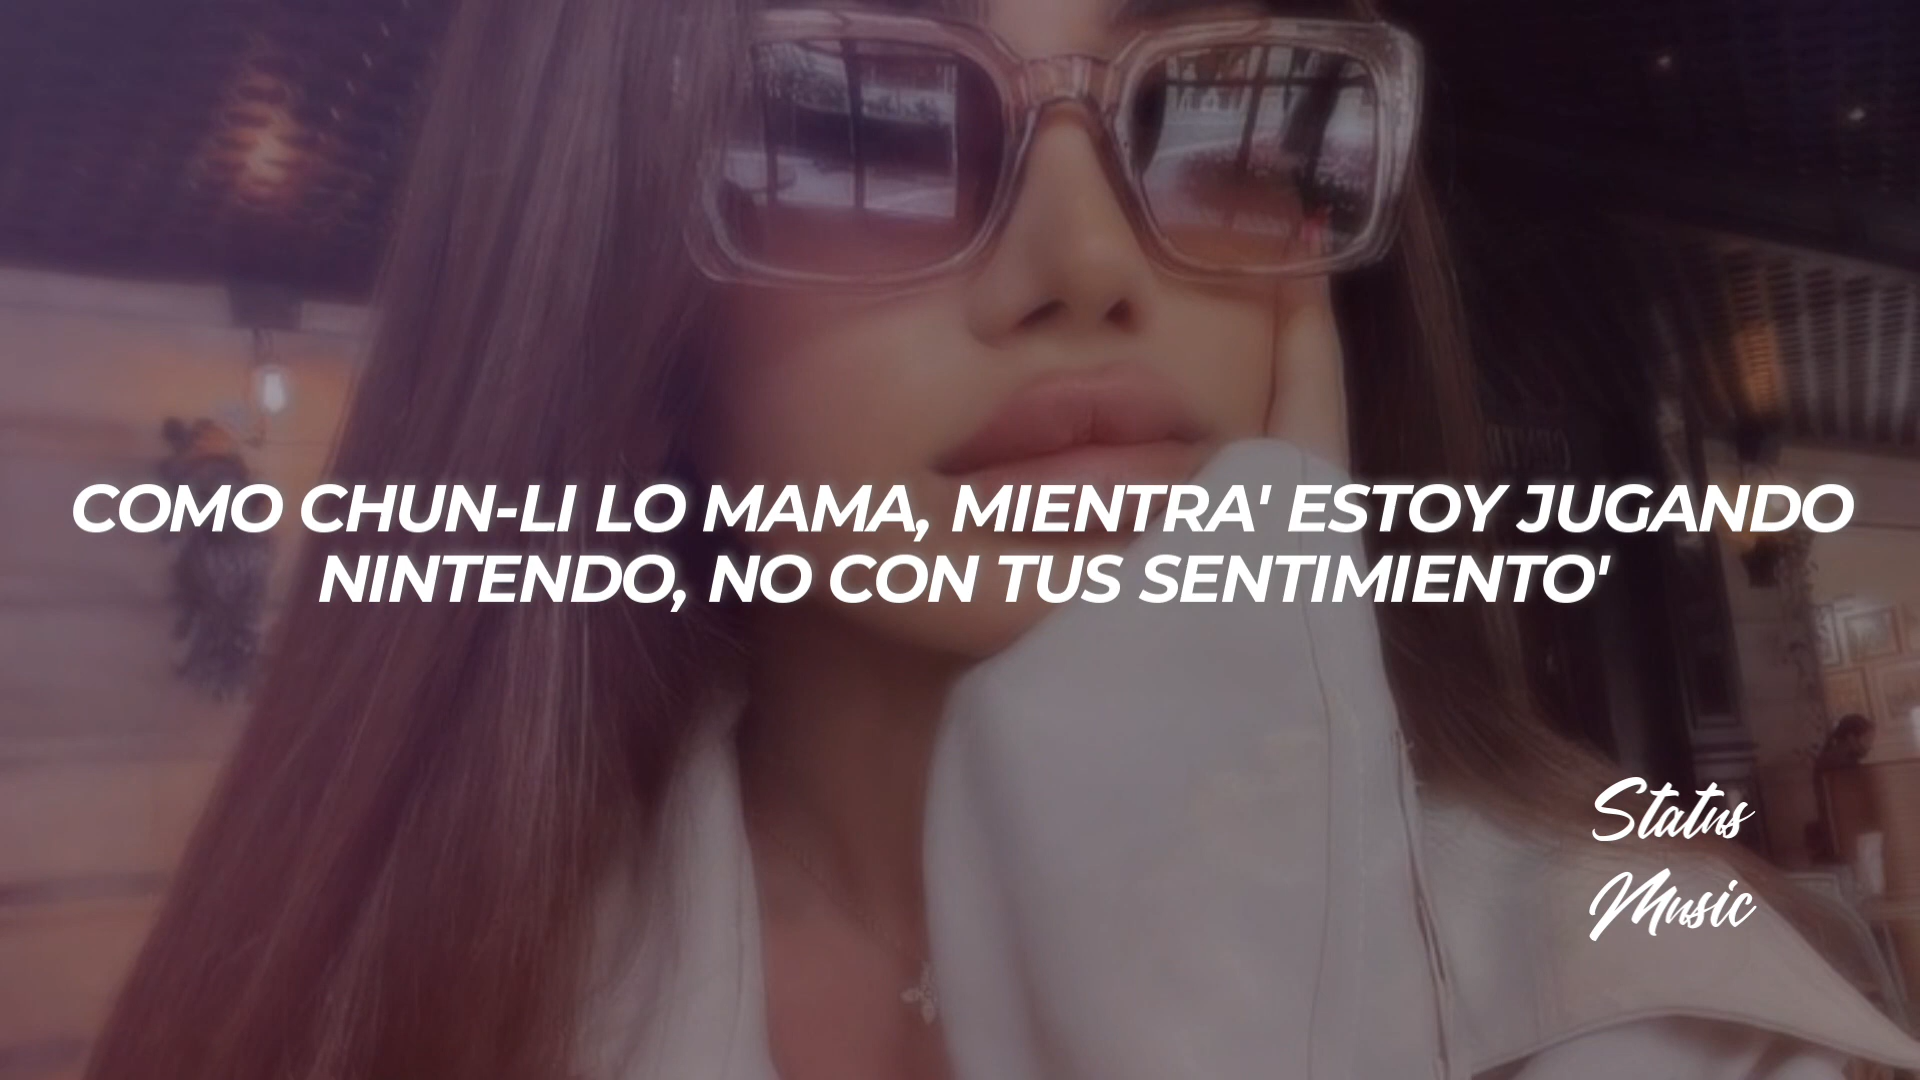 COMO CHUN-LI LO MAMA, MIENTRA' ESTOY JUGANDO
NINTENDO, NO CON TUS SENTIMIENTO'
Status
Music